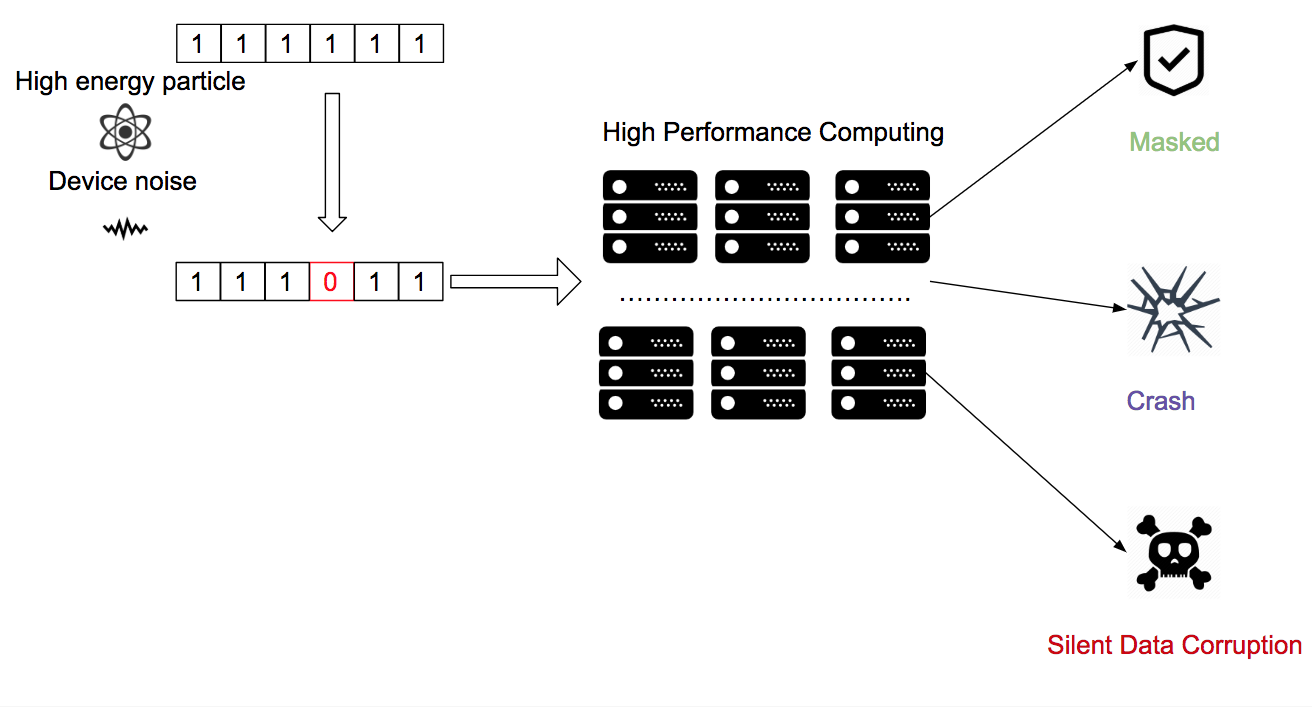 1 1 1 1 1 1
High energy particle
Device noise
1 1 1 0 1 1
High Performance Computing
Masked
Crash
Silent Data Corruption